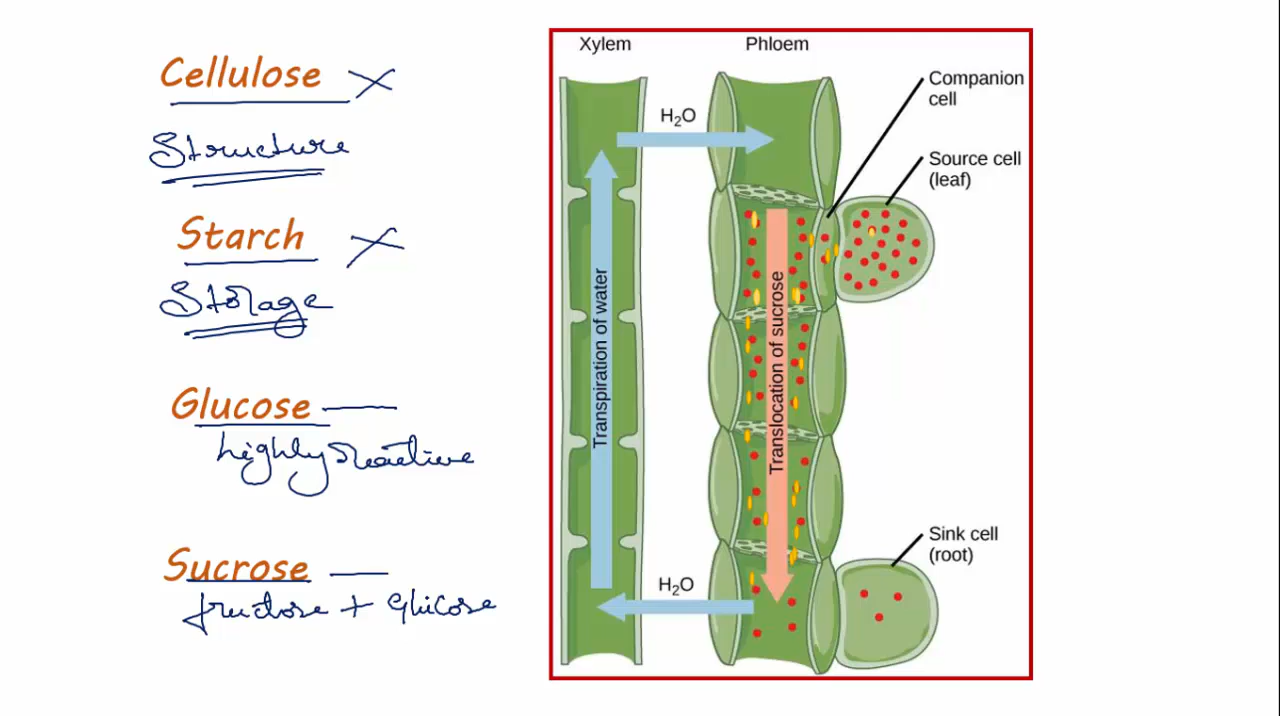 Cellulose
Structure
Starch
Storage
Glucose
highly reactive
Sucrose
fructose + glucose
Xylem
Phloem
H₂O
Companion
cell
Source cell
(leaf)
Transpiration of water
Translocation of sucrose
Sink cell
(root)
H₂O